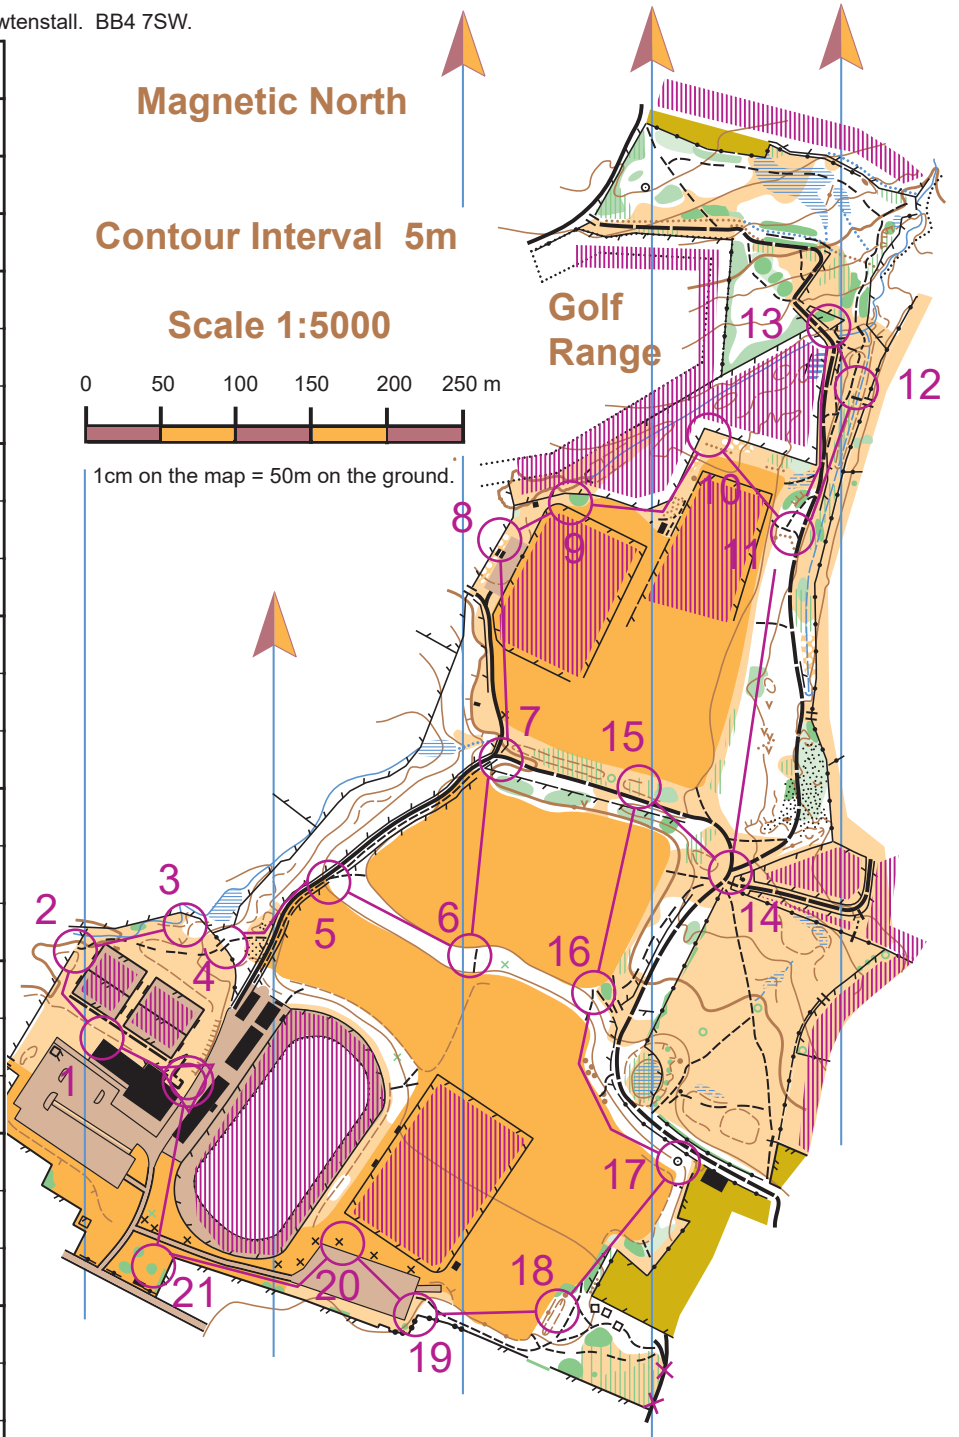 wtenstall. BB4 7SW.
Magnetic North
Contour Interval 5m
Scale 1:5000
0 50 100 150 200 250 m
1cm on the map = 50m on the ground.
Golf
Range
13
12
10
8
9
11
7
15
3
2
5
6
14
4
16
1
17
18
20
21
19